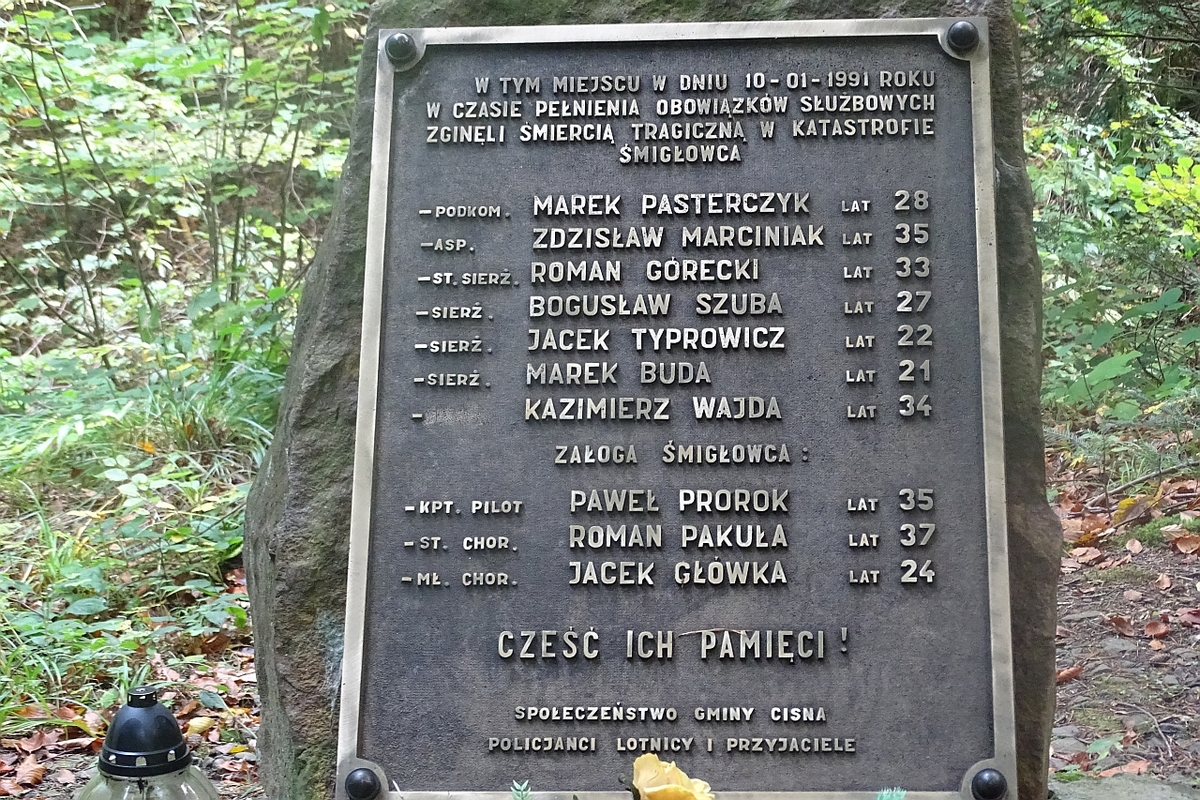 W TYM MIEJSCU W DNIU 10-01-1991 ROKU
W CZASIE PEŁNIENIA OBOWIĄZKÓW SŁUŻBOWYCH
ZGINĘLI ŚMIERCIĄ TRAGICZNĄ W KATASTROFIE
ŚMIGŁOWCA
-PODKOM. MAREK PASTERCZYK LAT 28
-ASP. ZDZISŁAW MARCINIAK LAT 35
-ST.SIERŻ. ROMAN GÓRECKI LAT 33
-SIERŻ. BOGUSŁAW SZUBA LAT 27
-SIERŻ. JACEK TYPROWICZ LAT 22
-SIERŻ. MAREK BUDA LAT 21
- KAZIMIERZ WAJDA LAT 34
ZAŁOGA ŚMIGŁOWCA:
-KPT. PILOT PAWEŁ PROROK LAT 35
-ST. CHOR. ROMAN PAKUŁA LAT 37
-MŁ. CHOR. JACEK GŁÓWKA LAT 24
CZEŚĆ ICH PAMIĘCI!
SPOŁECZEŃSTWO GMINY CISNA
POLICJANCI LOTNICY I PRZYJACIELE